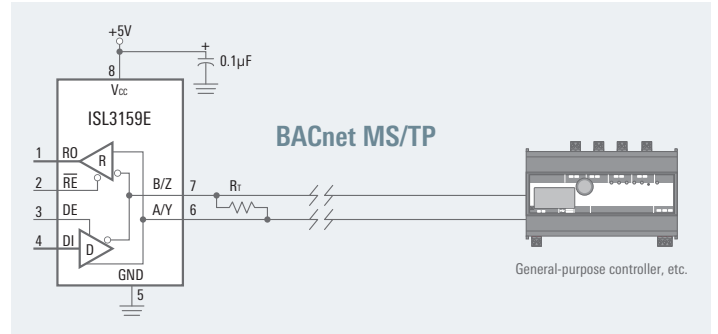 +5V
+
0.1µF
8
Vcc
ISL3159E
BACnet MS/TP
1 RO
R
2 RE
B/Z 7
RT
3 DE
A/Y 6
4 DI
D
GND
5
General-purpose controller, etc.